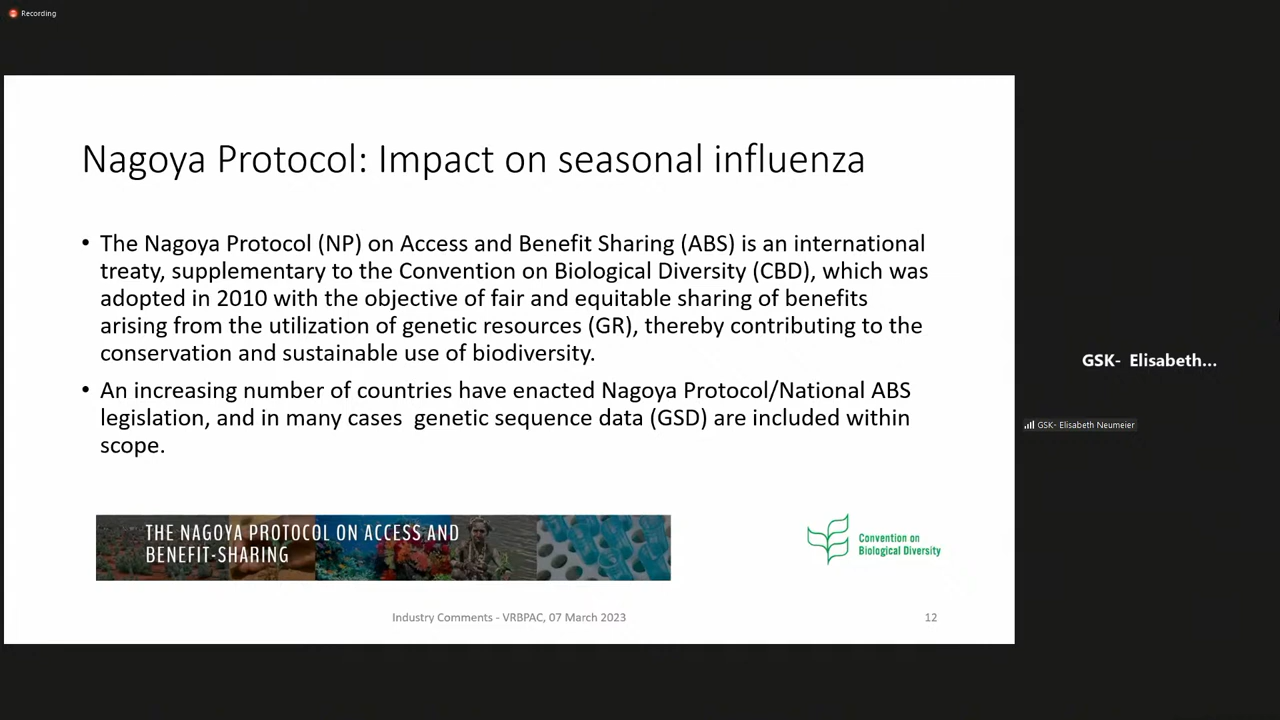 Recording
Nagoya Protocol: Impact on seasonal influenza
• The Nagoya Protocol (NP) on Access and Benefit Sharing (ABS) is an international
treaty, supplementary to the Convention on Biological Diversity (CBD), which was
adopted in 2010 with the objective of fair and equitable sharing of benefits
arising from the utilization of genetic resources (GR), thereby contributing to the
conservation and sustainable use of biodiversity.
• An increasing number of countries have enacted Nagoya Protocol/National ABS
legislation, and in many cases  genetic sequence data (GSD) are included within
scope.
THE NAGOYA PROTOCOL ON ACCESS AND
BENEFIT-SHARING
Convention on
Biological Diversity
Industry Comments - VRBPAC, 07 March 2023
12
GSK-  Elisabeth...
GSK- Elisabeth Neumeier